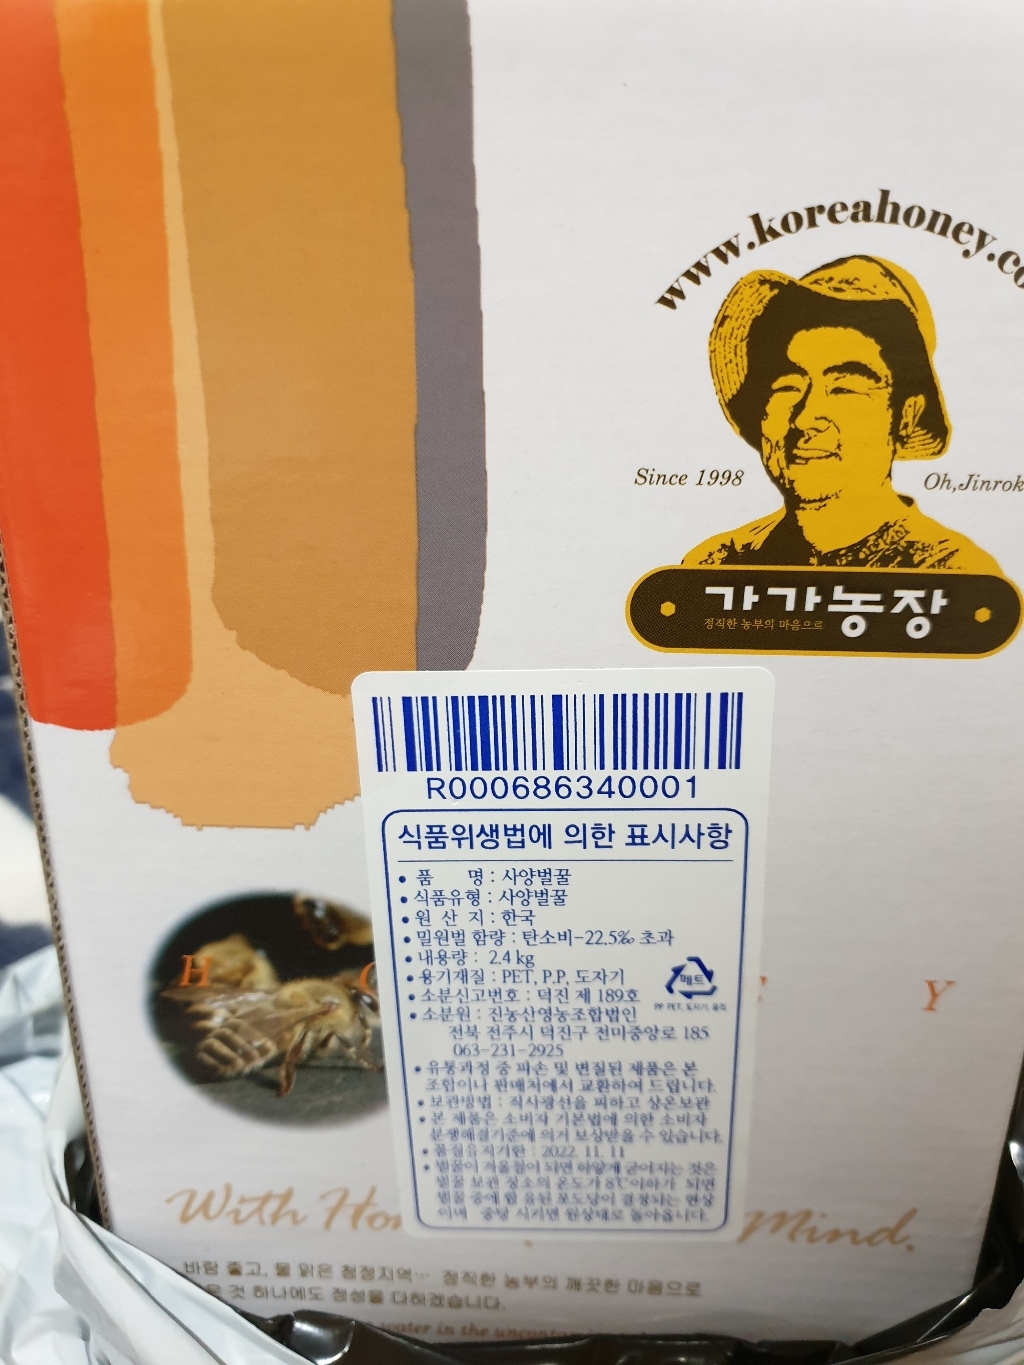 www.koreahoney.co
Since 1998
Oh,Jinrok
가가농장
정직한 농부의 마음으로
R000686340001
식품위생법에 의한 표시사항
• 품 명 : 사양벌꿀
• 식품유형 : 사양벌꿀
• 원 산 지 : 한국
• 밀원벌 함량 : 탄소비-22.5‰ 초과
• 내용량 : 2.4 kg
• 용기재질 : PET, P.P, 도자기
페트
• 소분신고번호 : 덕진 제 189호
• 소분원 : 진농산영농조합법인
전북 전주시 덕진구 전미중앙로 185
063-231-2925
• 유통과정 중 파손 및 변질된 제품은 본
조합이나 판매처에서 교환하여 드립니다.
• 보관방법 : 직사광선을 피하고 상온보관
• 본 제품은 소비자 기본법에 의한 소비자
분쟁해결기준에 의거 보상받을 수 있습니다.
• 품질유지기한 : 2022. 11. 11
• 벌꿀이 겨울철이 되면 하얗게 굳어지는 것은
벌꿀 보관 장소의 온도가 8℃이하가 되면
벌꿀 중에 함유된 포도당이 결정되는 현상
이며 중탕 시키면 원상태로 돌아옵니다.
H
Y
With Hon
Mind.
바람 좋고, 물 맑은 청정지역… 정직한 농부의 깨끗한 마음으로
것 하나에도 정성을 다하겠습니다.
water in the